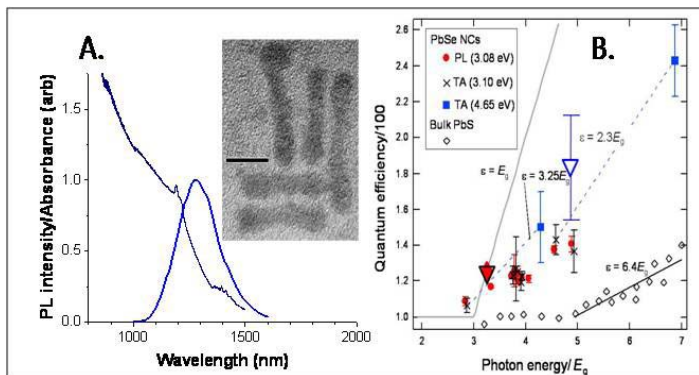 A.
PL intensity/Absorbance (arb)
1.5
1.0
0.5
0.0
1000
1500
2000
Wavelength (nm)
B.
Quantum efficiency/100
2.6
2.4
2.2
2.0
1.8
1.6
1.4
1.2
1.0
PbSe NCs
PL (3.08 eV)
TA (3.10 eV)
TA (4.65 eV)
Bulk PbS
ε = Eg
ε = 3.25Eg
ε = 2.3Eg
ε = 6.4Eg
2
3
4
5
6
7
Photon energy/Eg